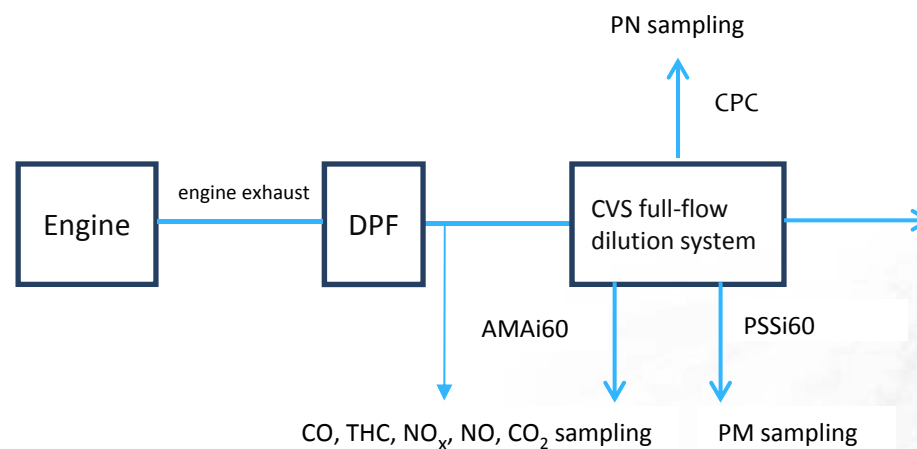 PN sampling
CPC
Engine
engine exhaust
DPF
CVS full-flow
dilution system
AMAi60
PSSi60
CO, THC, NOₓ, NO, CO₂ sampling
PM sampling